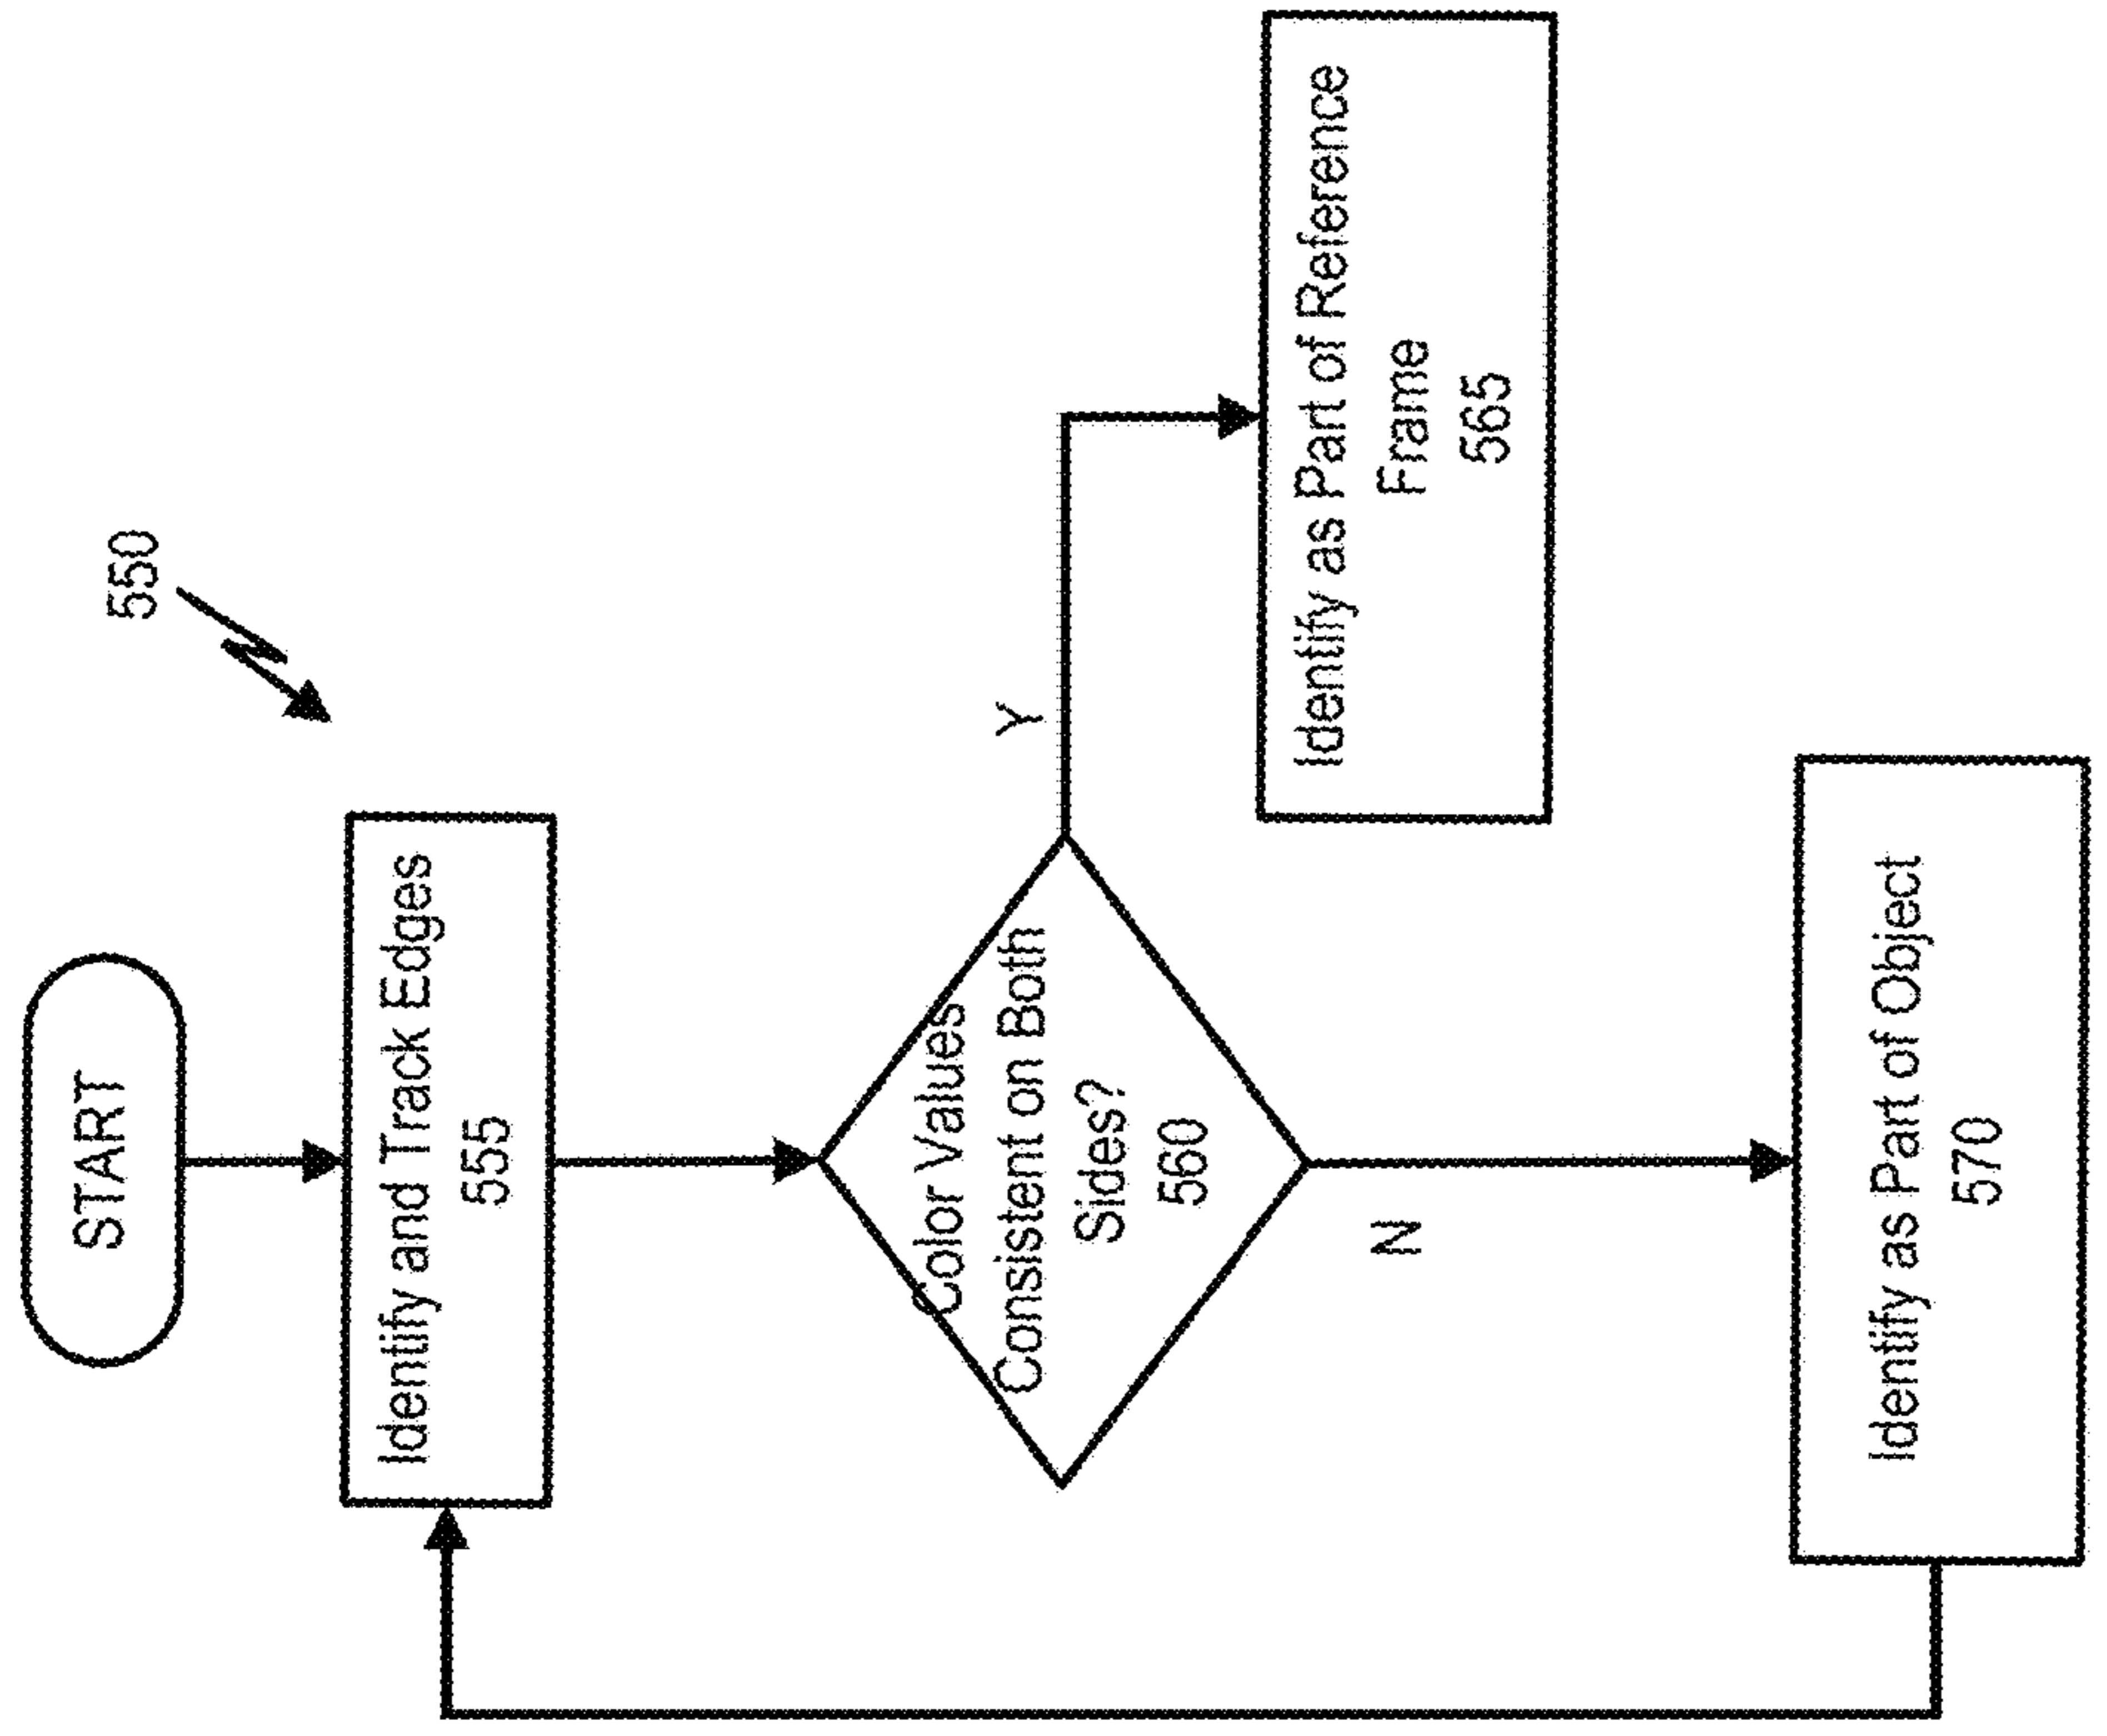 550
START
Identify and Track Edges
555
Color Values
Consistent on Both
Sides?
560
Y
Identify as Part of Reference
Frame
565
N
Identify as Part of Object
570